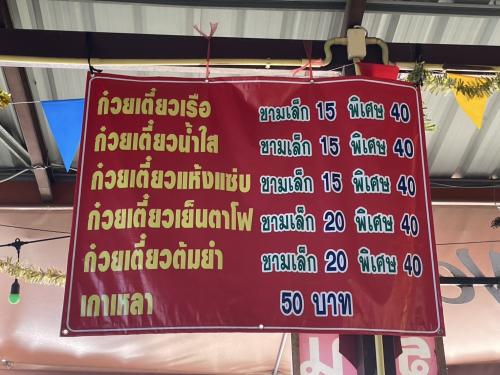 ก๋วยเตี๋ยวเรือ ชามเล็ก 15 พิเศษ 40
ก๋วยเตี๋ยวน้ำใส ชามเล็ก 15 พิเศษ 40
ก๋วยเตี๋ยวแห้งแซ่บ ชามเล็ก 15 พิเศษ 40
ก๋วยเตี๋ยวเย็นตาโฟ ชามเล็ก 20 พิเศษ 40
ก๋วยเตี๋ยวต้มยำ ชามเล็ก 20 พิเศษ 40
เกาเหลา 50 บาท